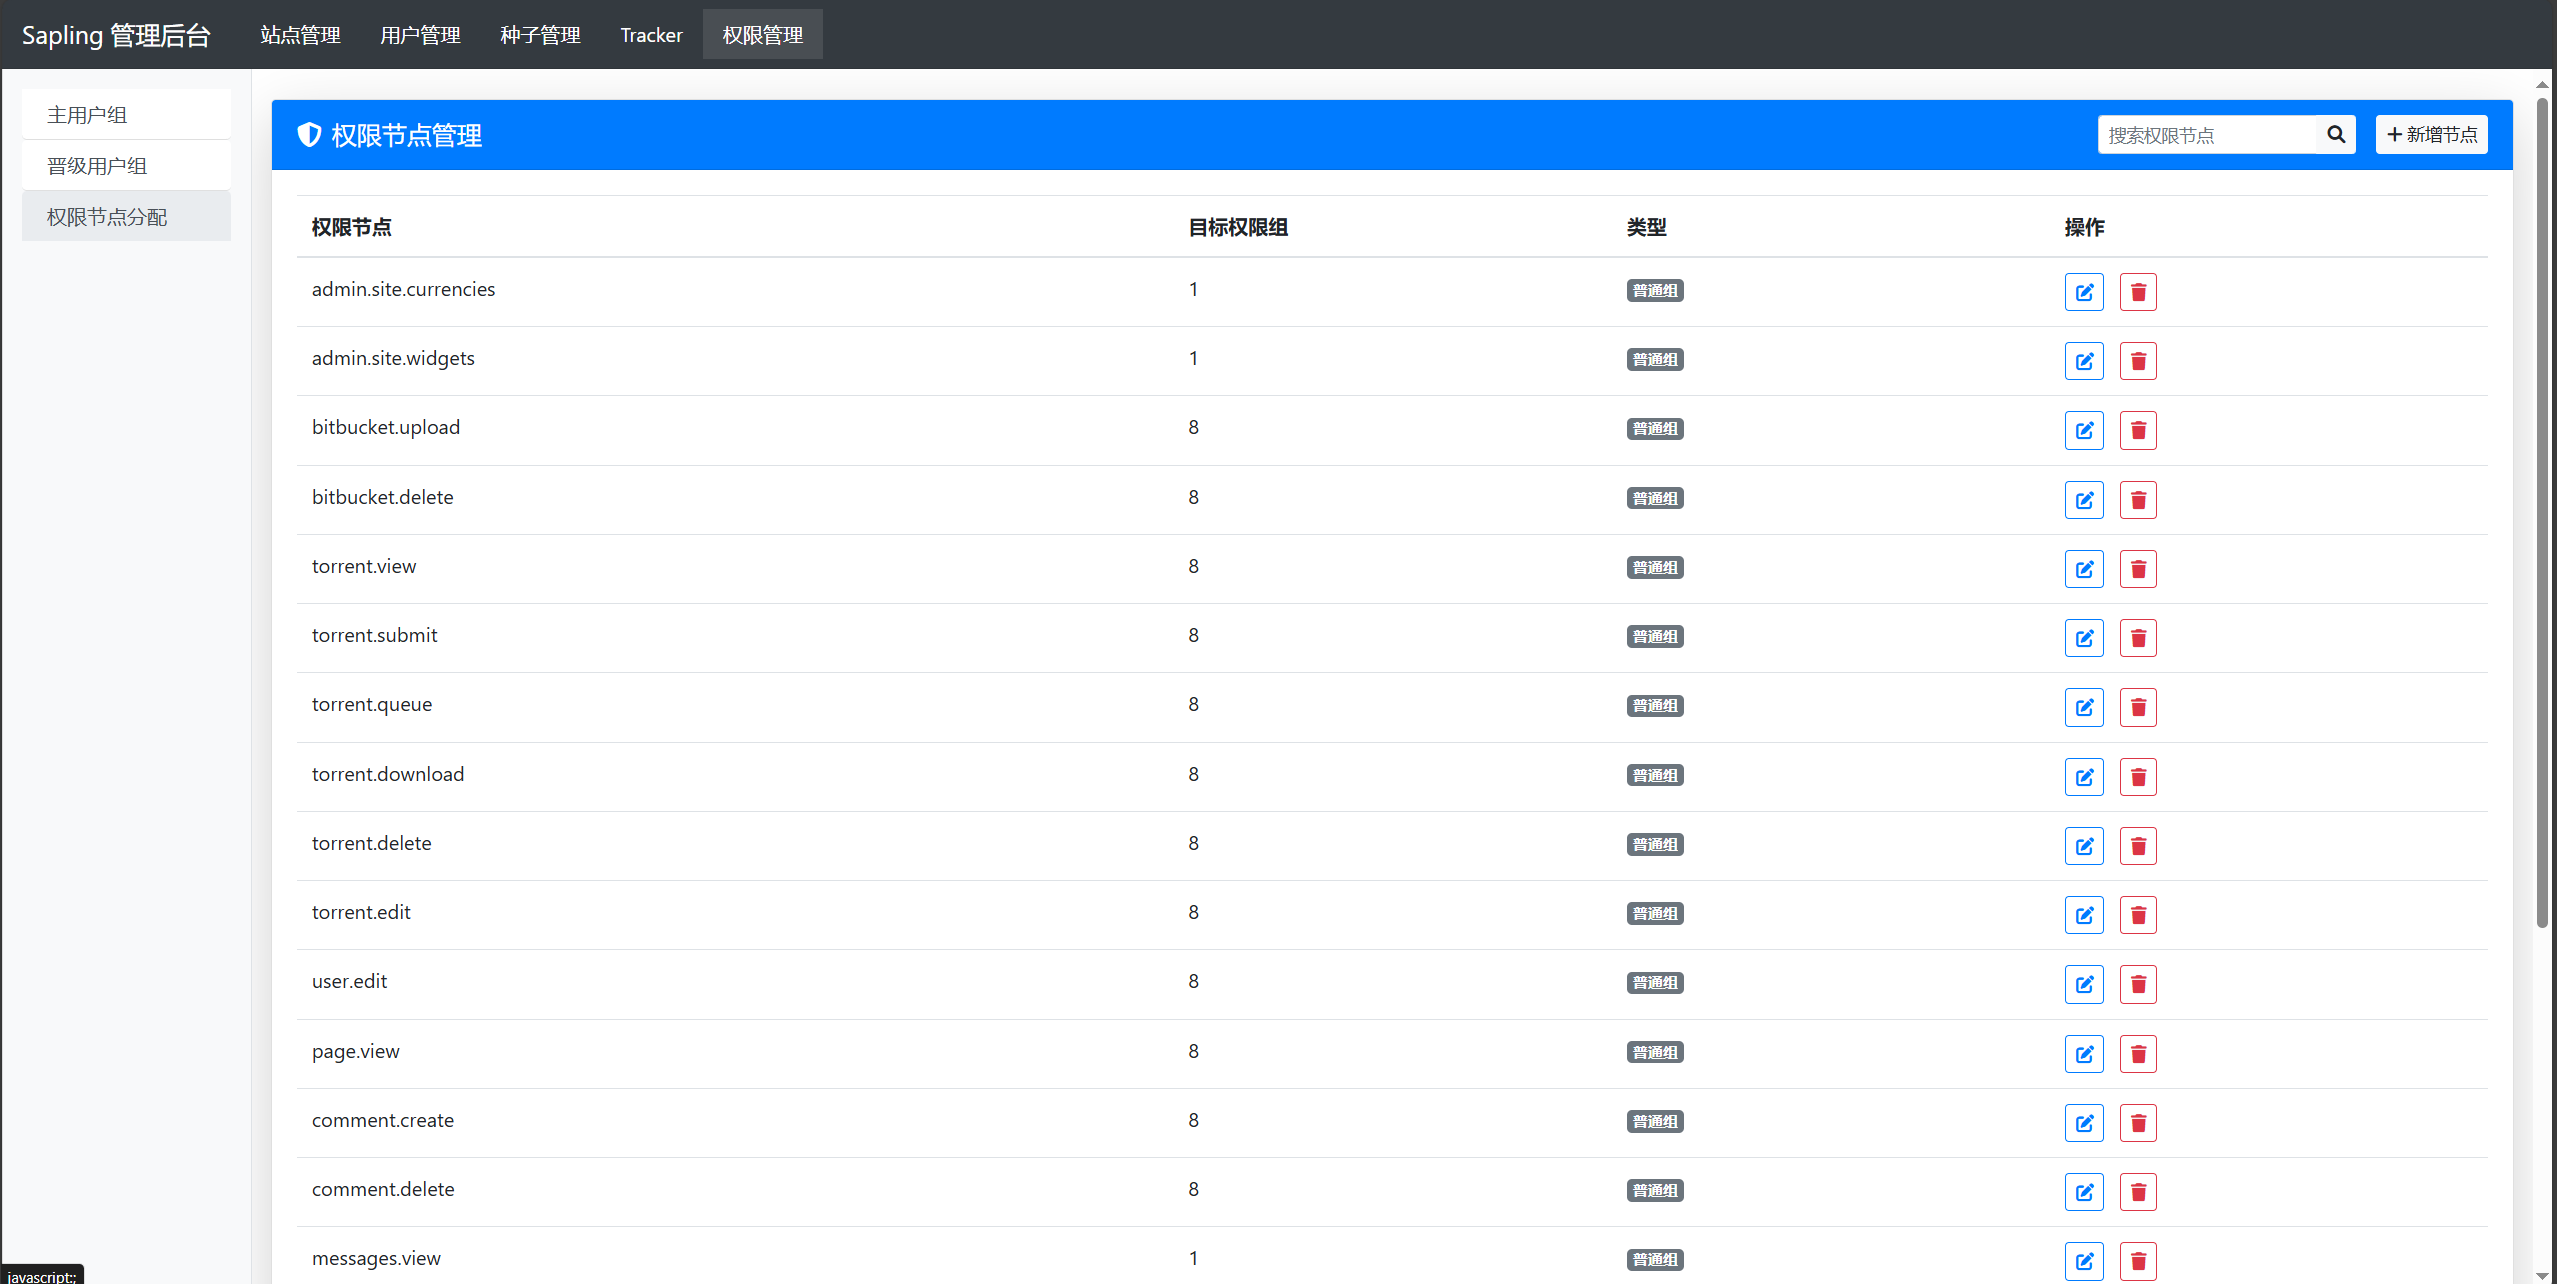 Sapling 管理后台 站点管理 用户管理 种子管理 Tracker 权限管理
主用户组
晋级用户组
权限节点分配
权限节点管理 搜索权限节点 新增节点
权限节点 目标权限组 类型 操作
admin.site.currencies 1 普通组
admin.site.widgets 1 普通组
bitbucket.upload 8 普通组
bitbucket.delete 8 普通组
torrent.view 8 普通组
torrent.submit 8 普通组
torrent.queue 8 普通组
torrent.download 8 普通组
torrent.delete 8 普通组
torrent.edit 8 普通组
user.edit 8 普通组
page.view 8 普通组
comment.create 8 普通组
comment.delete 8 普通组
messages.view 1 普通组
javascript:;